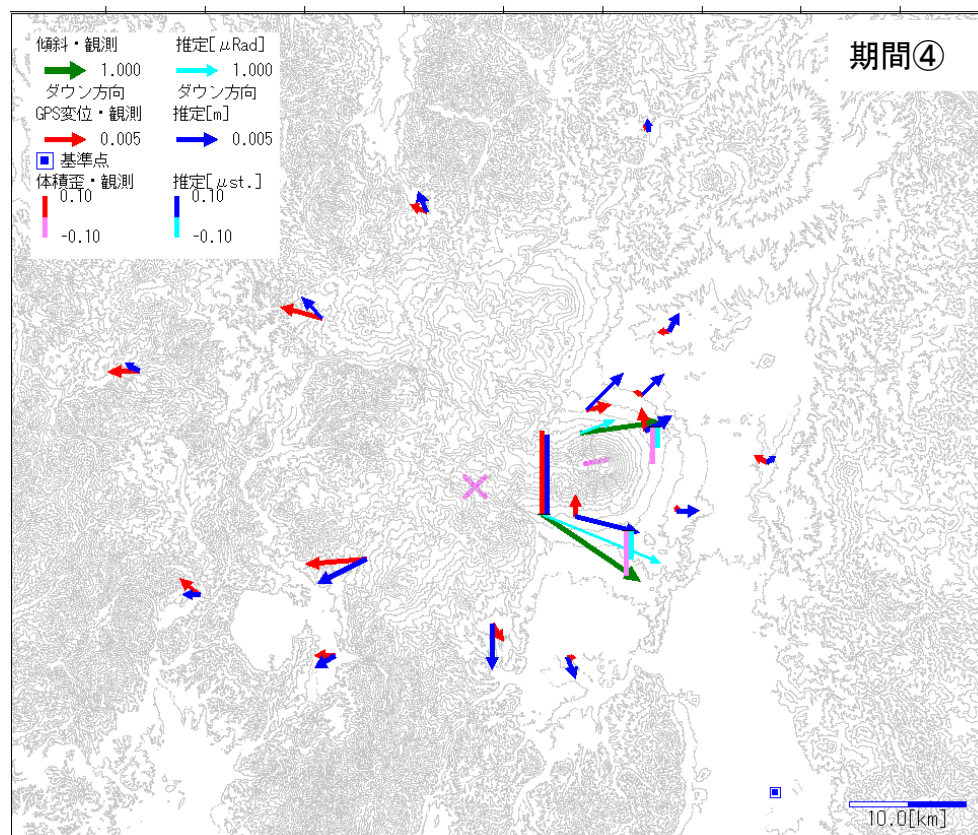 期間④
傾斜・観測 推定[μRad]
1.000 1.000
ダウン方向 ダウン方向
GPS変位・観測 推定[m]
0.005 0.005
基準点
体積歪・観測 推定[μst.]
0.10 0.10
-0.10 -0.10
10.0[km]